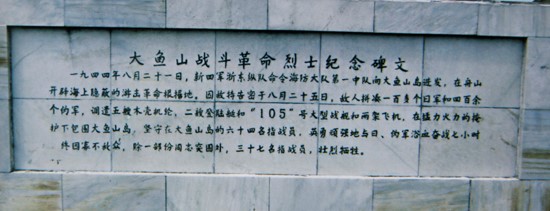 大鱼山战斗革命烈士纪念碑文
一九四四年八月二十一日，新四军浙东纵队命令海防大队第一中队向大鱼山进发，在舟山
开辟海上隐蔽的游击革命根据地，因敌特告密于八月二十五日，敌人拼凑一百多个日军和四百余
个伪军，调遣五艘木壳机轮，二艘登陆艇和“105”号大型战舰和两架飞机，在猛力火力的掩
护下包围大鱼山岛，坚守在大鱼山岛的六十四名指战员，英勇顽强地与日、伪军浴血奋战七小时
终因寡不敌众，除一部份同志突围外，三十七名指战员，壮烈牺牲。